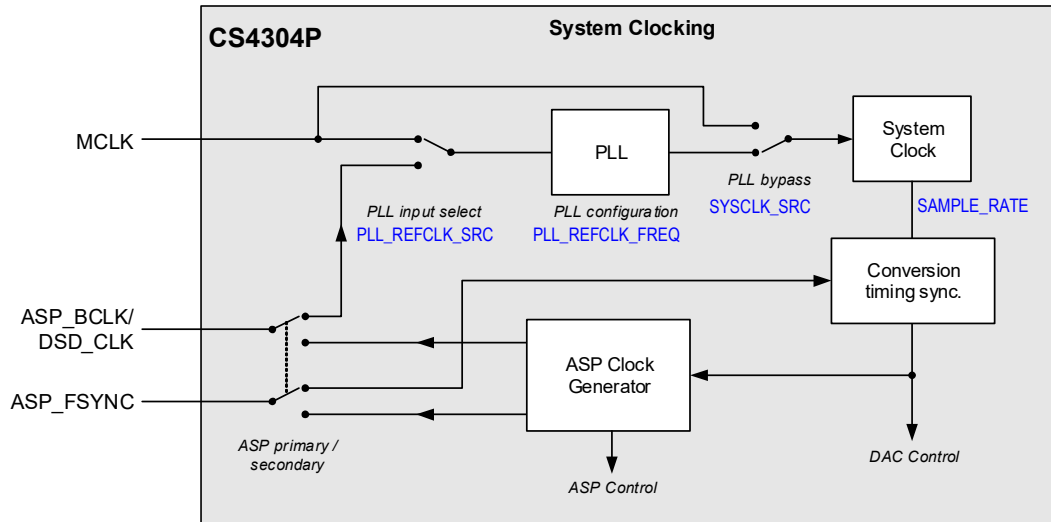 System Clocking
CS4304P
MCLK
PLL
System
Clock
PLL input select
PLL_REFCLK_SRC
PLL configuration
PLL_REFCLK_FREQ
PLL bypass
SYSCLK_SRC
SAMPLE_RATE
Conversion
timing sync.
ASP_BCLK/
DSD_CLK
ASP_FSYNC
ASP Clock
Generator
ASP primary /
secondary
ASP Control
DAC Control